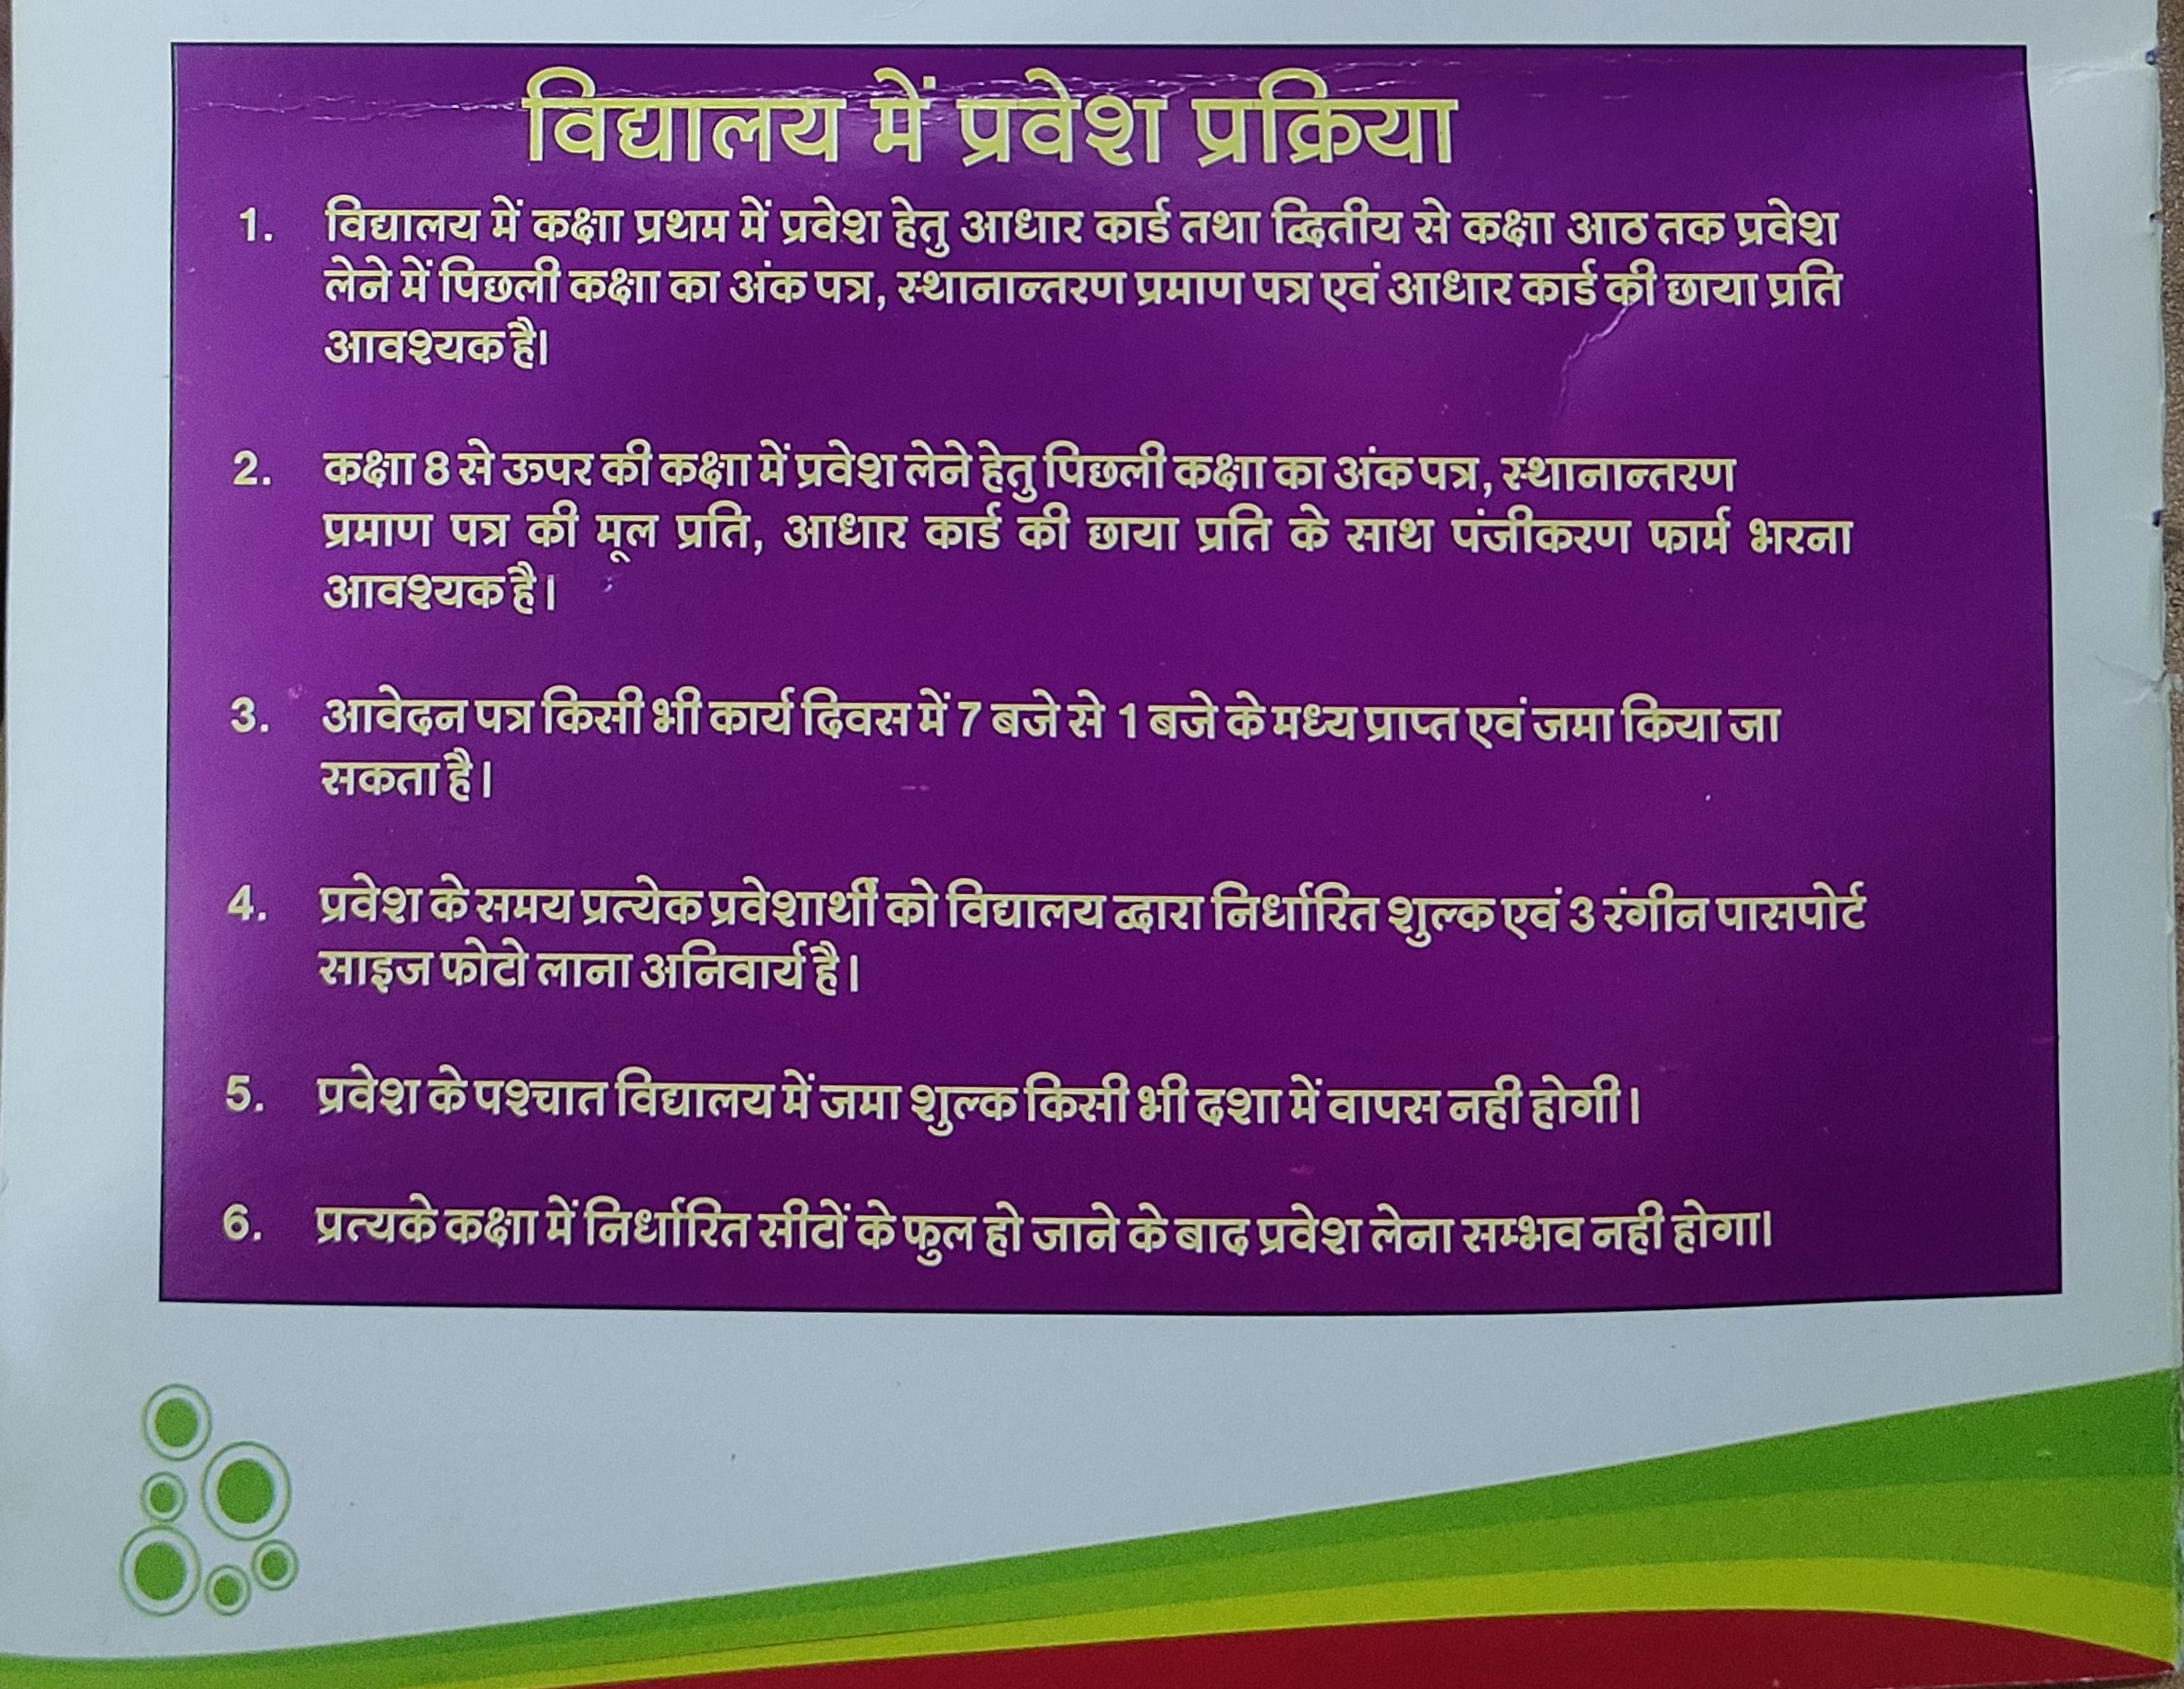 विद्यालय में प्रवेश प्रक्रिया
1. विद्यालय में कक्षा प्रथम में प्रवेश हेतु आधार कार्ड तथा द्वितीय से कक्षा आठ तक प्रवेश
लेने में पिछली कक्षा का अंक पत्र, स्थानान्तरण प्रमाण पत्र एवं आधार कार्ड की छाया प्रति
आवश्यक है।
2. कक्षा 8 से ऊपर की कक्षा में प्रवेश लेने हेतु पिछली कक्षा का अंक पत्र, स्थानान्तरण
प्रमाण पत्र की मूल प्रति, आधार कार्ड की छाया प्रति के साथ पंजीकरण फार्म भरना
आवश्यक है।
3. आवेदन पत्र किसी भी कार्य दिवस में 7 बजे से 1 बजे के मध्य प्राप्त एवं जमा किया जा
सकता है।
4. प्रवेश के समय प्रत्येक प्रवेशार्थी को विद्यालय द्वारा निर्धारित शुल्क एवं 3 रंगीन पासपोर्ट
साइज फोटो लाना अनिवार्य है।
5. प्रवेश के पश्चात विद्यालय में जमा शुल्क किसी भी दशा में वापस नही होगी।
6. प्रत्यके कक्षा में निर्धारित सीटों के फुल हो जाने के बाद प्रवेश लेना सम्भव नही होगा।